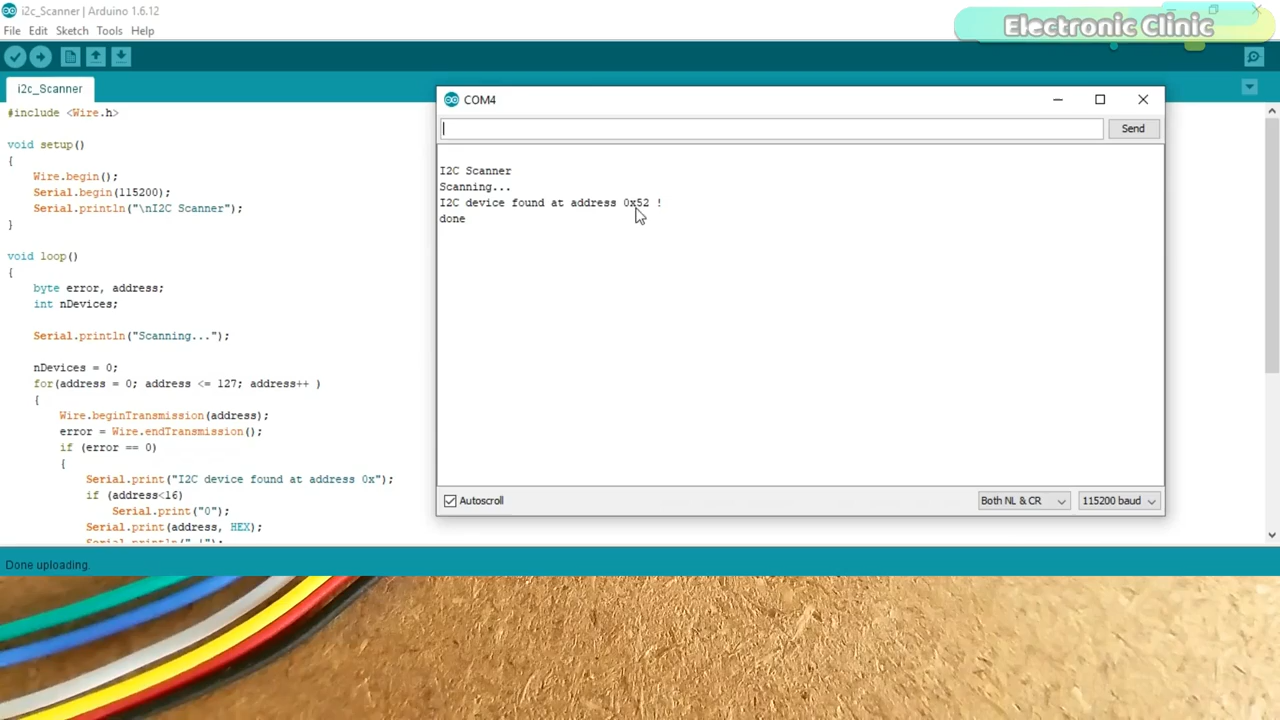 i2c_Scanner | Arduino 1.6.12
Electronic Clinic
File Edit Sketch Tools Help
i2c_Scanner
#include <Wire.h>
void setup()
{
Wire.begin();
Serial.begin(115200);
Serial.println("\nI2C Scanner");
}
void loop()
{
byte error, address;
int nDevices;
Serial.println("Scanning...");
nDevices = 0;
for(address = 0; address <= 127; address++ )
{
Wire.beginTransmission(address);
error = Wire.endTransmission();
if (error == 0)
{
Serial.print("I2C device found at address 0x");
if (address<16)
Serial.print("0");
Serial.print(address, HEX);
Serial.println(" !");
COM4
Send
I2C Scanner
Scanning...
I2C device found at address 0x52 !
done
Autoscroll
Both NL & CR
115200 baud
Done uploading.